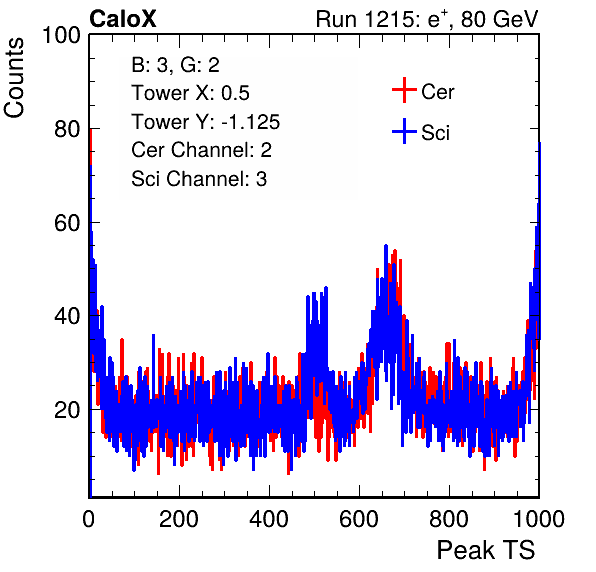 CaloX
Run 1215: e+, 80 GeV
Counts
100
80
60
40
20
B: 3, G: 2
Tower X: 0.5
Tower Y: -1.125
Cer Channel: 2
Sci Channel: 3
Cer
Sci
0 200 400 600 800 1000
Peak TS